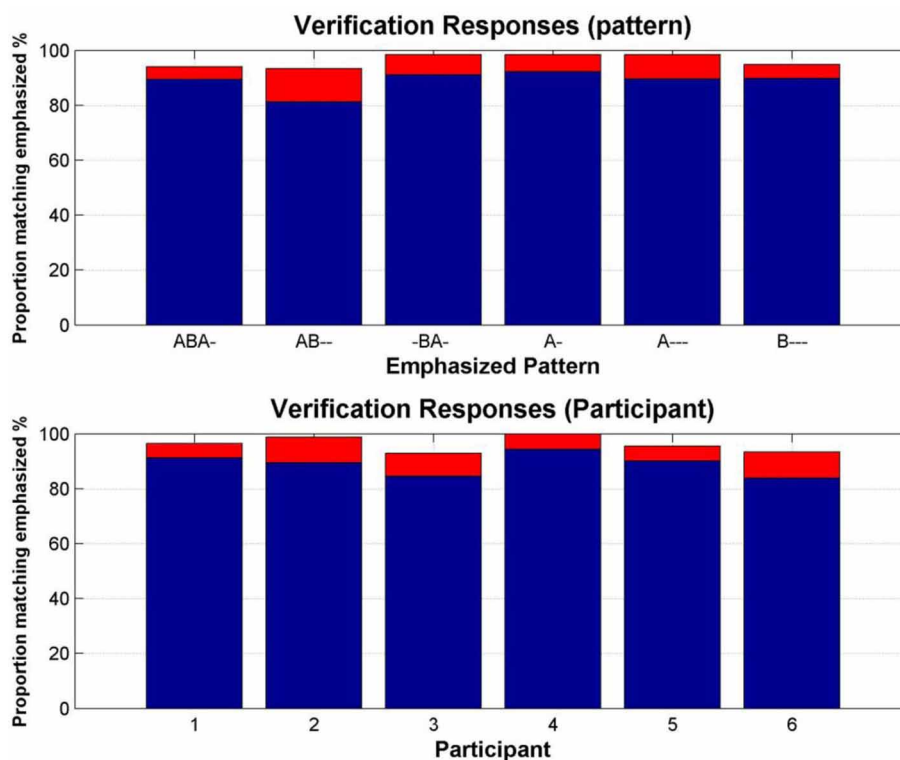 Verification Responses (pattern)
Proportion matching emphasized %
100
80
60
40
20
0
ABA- AB-- -BA- A- A--- B---
Emphasized Pattern
Verification Responses (Participant)
Proportion matching emphasized %
100
80
60
40
20
0
1 2 3 4 5 6
Participant